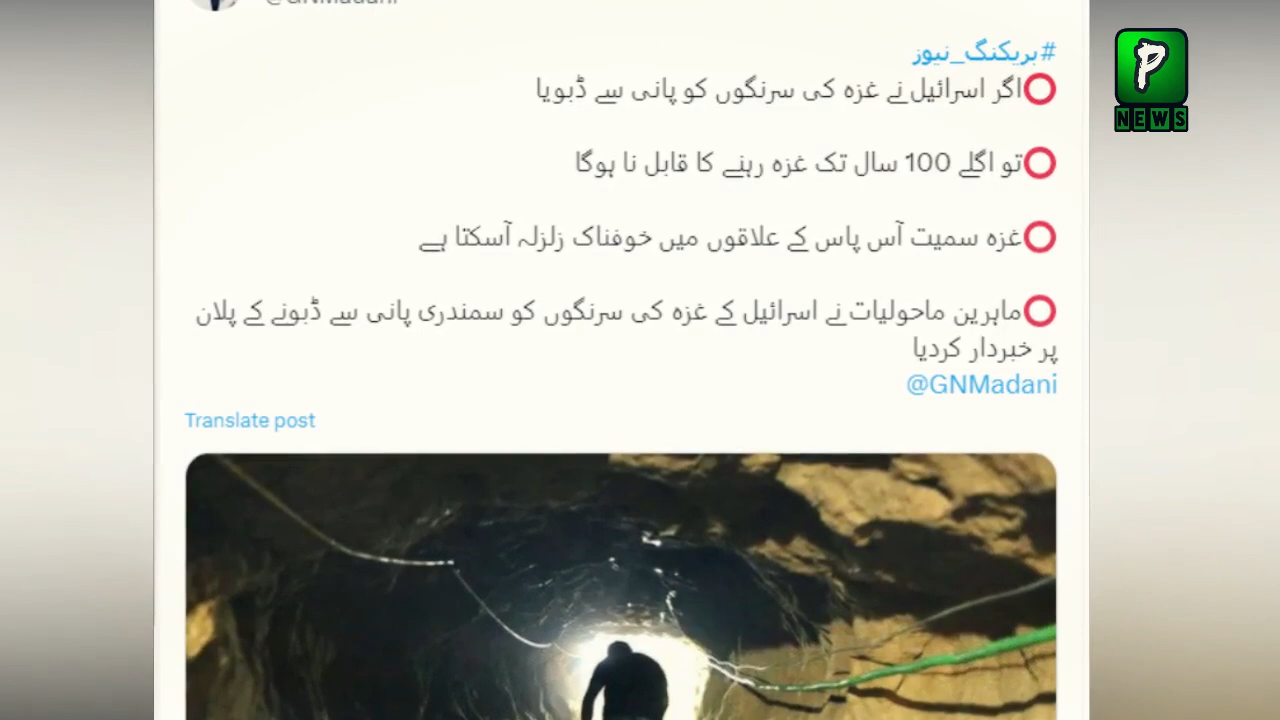 @GNMadani
#بریکنگ_نیوز
اگر اسرائیل نے غزہ کی سرنگوں کو پانی سے ڈبویا
تو اگلے 100 سال تک غزہ رہنے کا قابل نا ہوگا
غزہ سمیت آس پاس کے علاقوں میں خوفناک زلزلہ آسکتا ہے
ماہرین ماحولیات نے اسرائیل کے غزہ کی سرنگوں کو سمندری پانی سے ڈبونے کے پلان
پر خبردار کردیا
@GNMadani
Translate post
P
NEWS